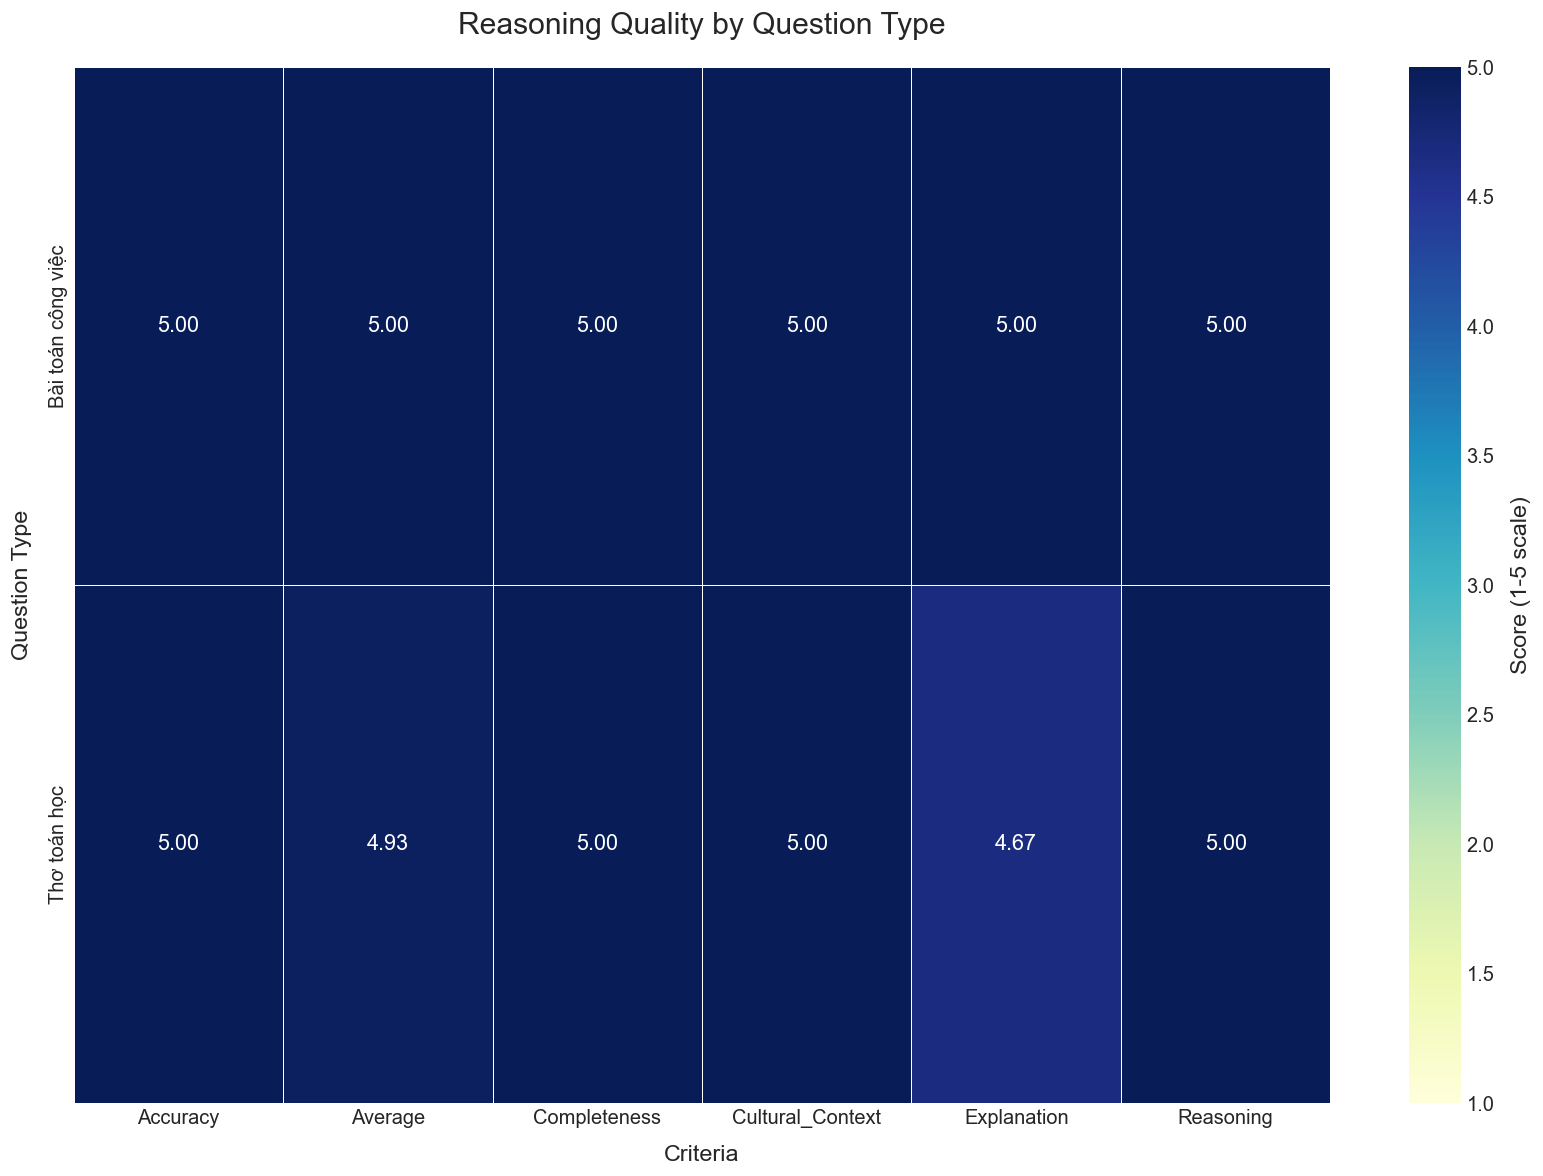 Reasoning Quality by Question Type
Question Type
Bài toán công việc
5.00 5.00 5.00 5.00 5.00 5.00
Thơ toán học
5.00 4.93 5.00 5.00 4.67 5.00
Accuracy Average Completeness Cultural_Context Explanation Reasoning
Criteria
5.0
4.5
4.0
3.5
3.0
2.5
2.0
1.5
1.0
Score (1-5 scale)